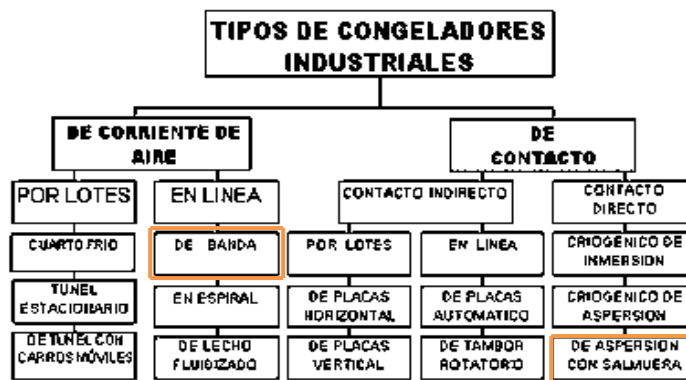 TIPOS DE CONGELADORES
INDUSTRIALES
DE CORRIENTE DE
AIRE
DE
CONTACTO
POR LOTES
EN LINEA
CONTACTO INDIRECTO
CONTACTO
DIRECTO
CUARTO FRIO
DE BANDA
POR LOTES
EN LINEA
CRIOGÉNICO DE
INMERSION
TUNEL
ESTACIONARIO
EN ESPIRAL
DE PLACAS
HORIZONTAL
DE PLACAS
AUTOMATICO
CRIOGENICO DE
ASPERSION
DE TUNEL CON
CARROS MÓVILES
DE LECHO
FLUIDIZADO
DE PLACAS
VERTICAL
DE TAMBOR
ROTATORIO
DE ASPERSION
CON SALMUERA